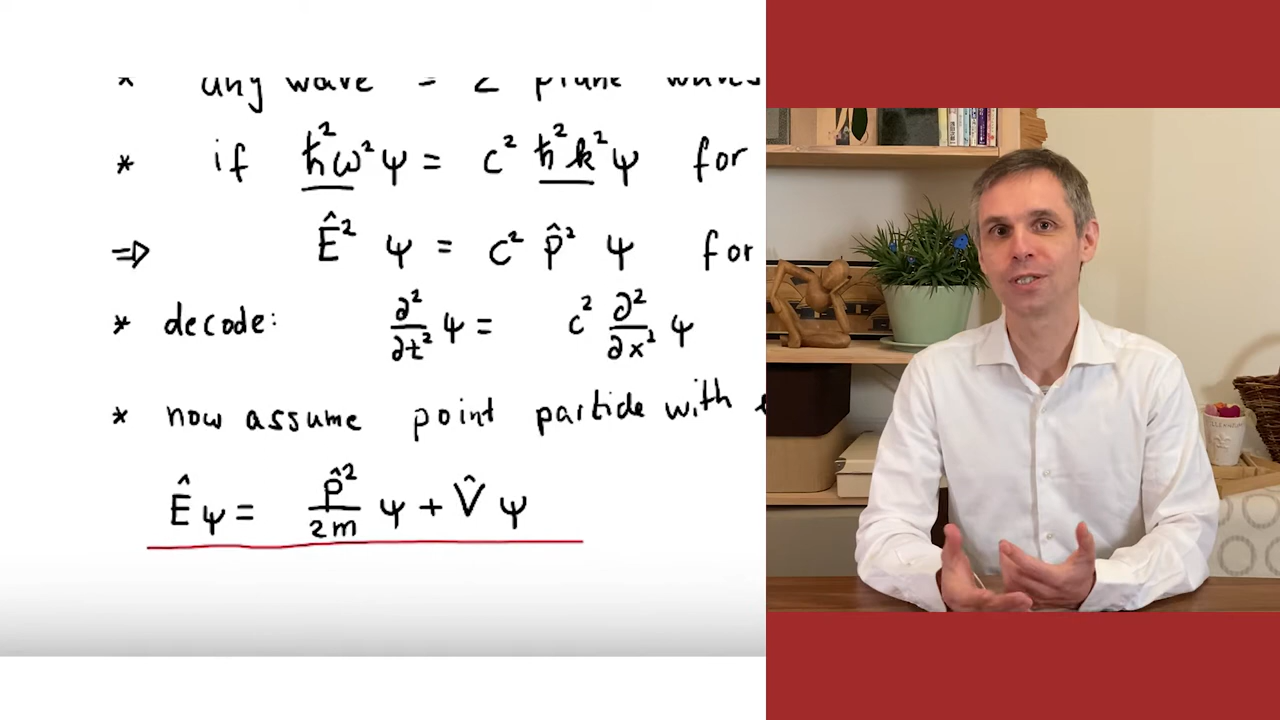 * any wave = Σ plane waves
* if ħ²ω²ψ = c² ħ²k²ψ for
⇒ Ê² ψ = c² p̂² ψ for
* decode: ∂²/∂t² ψ = c² ∂²/∂x² ψ
* now assume point particle with
Êψ = p̂²/2m ψ + V̂ ψ